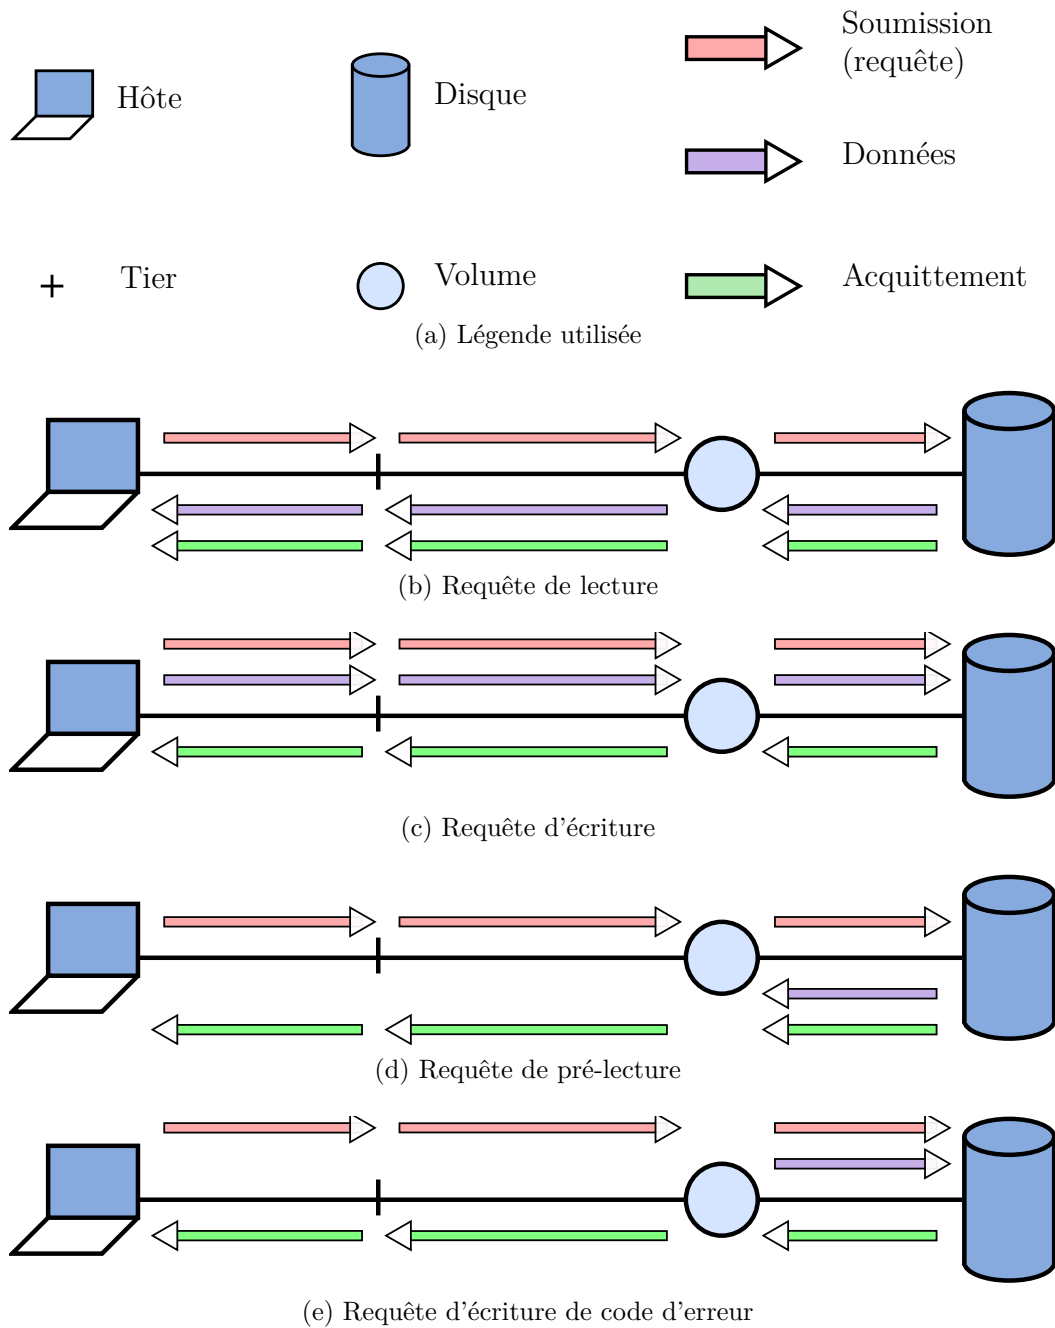 Hôte
Disque
Soumission
(requête)
Données
Tier
Volume
Acquittement
(a) Légende utilisée
(b) Requête de lecture
(c) Requête d'écriture
(d) Requête de pré-lecture
(e) Requête d'écriture de code d'erreur